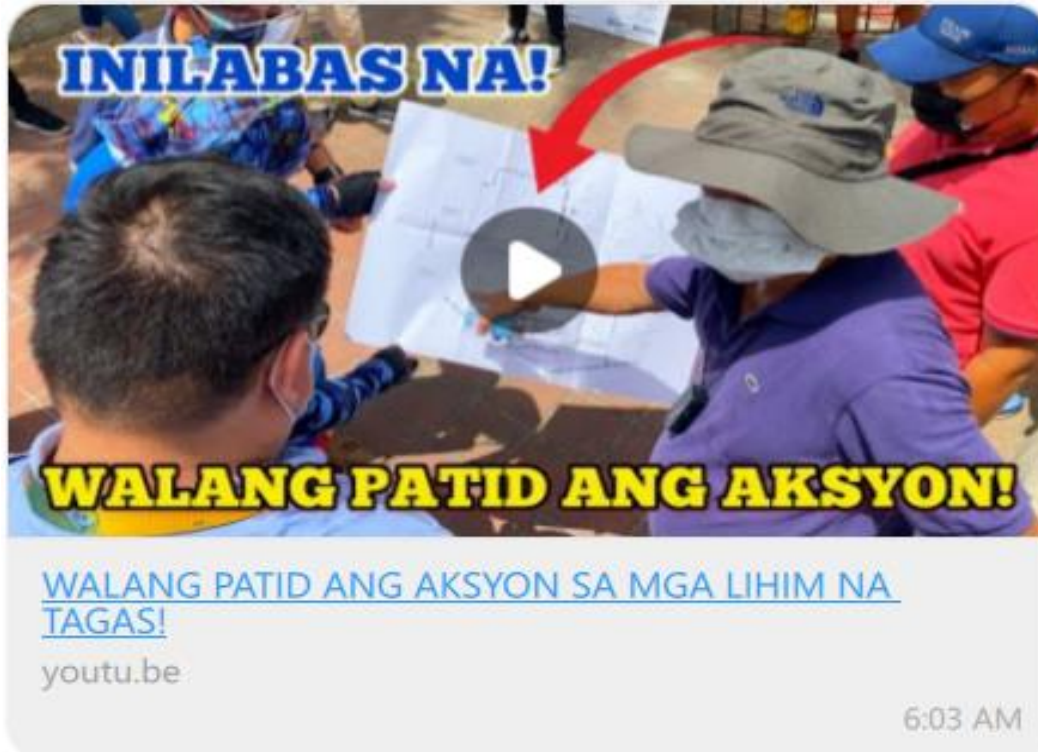 INILABAS NA!
WALANG PATID ANG AKSYON!
WALANG PATID ANG AKSYON SA MGA LIHIM NA
TAGAS!
youtu.be
6:03 AM